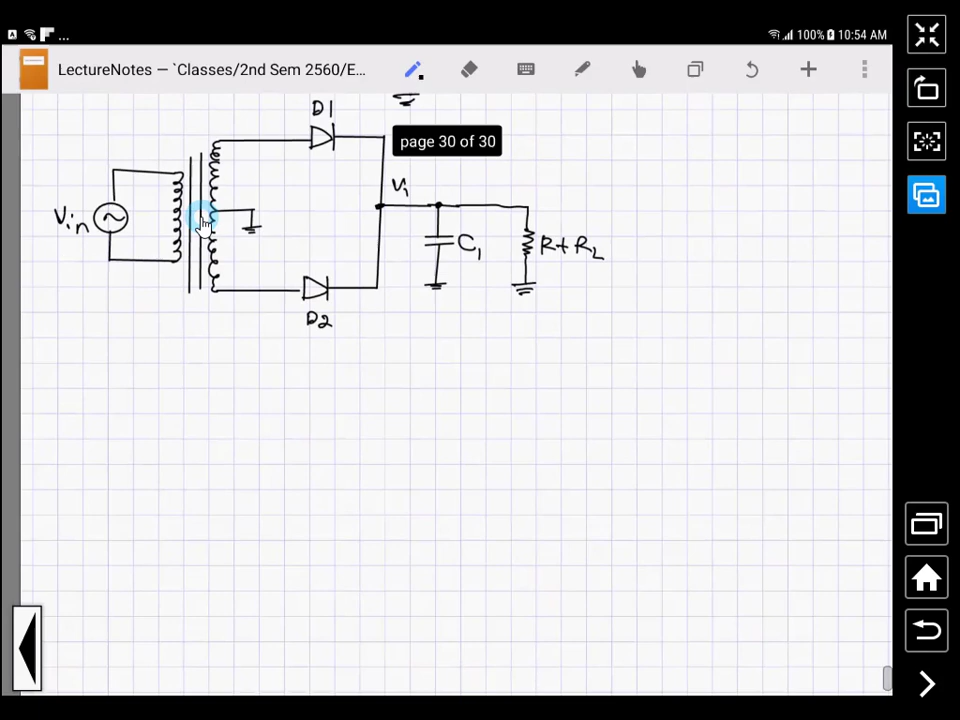 ... 100% 10:54 AM
LectureNotes — `Classes/2nd Sem 2560/E...
page 30 of 30
D1
V1
Vin
C1
R+RL
D2